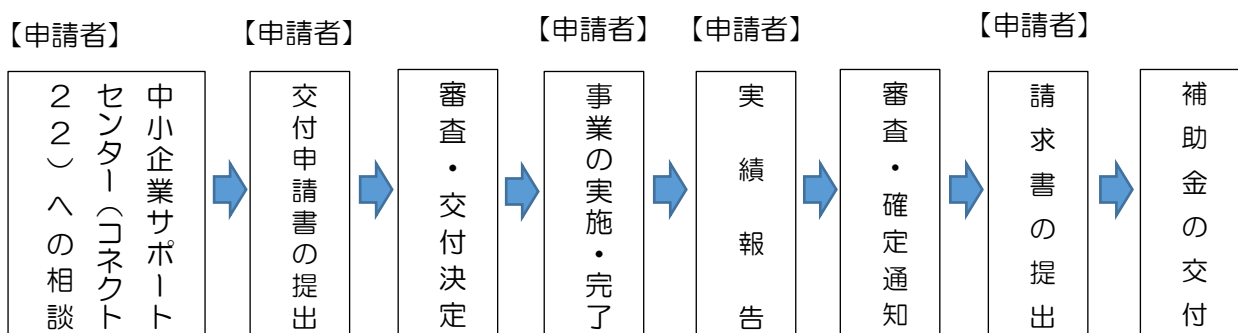 【申請者】
中小企業サポート
センター（コネクト
２２）への相談
【申請者】
交付申請書の提出
審査・交付決定
【申請者】
事業の実施・完了
【申請者】
実績報告
審査・確定通知
【申請者】
請求書の提出
補助金の交付